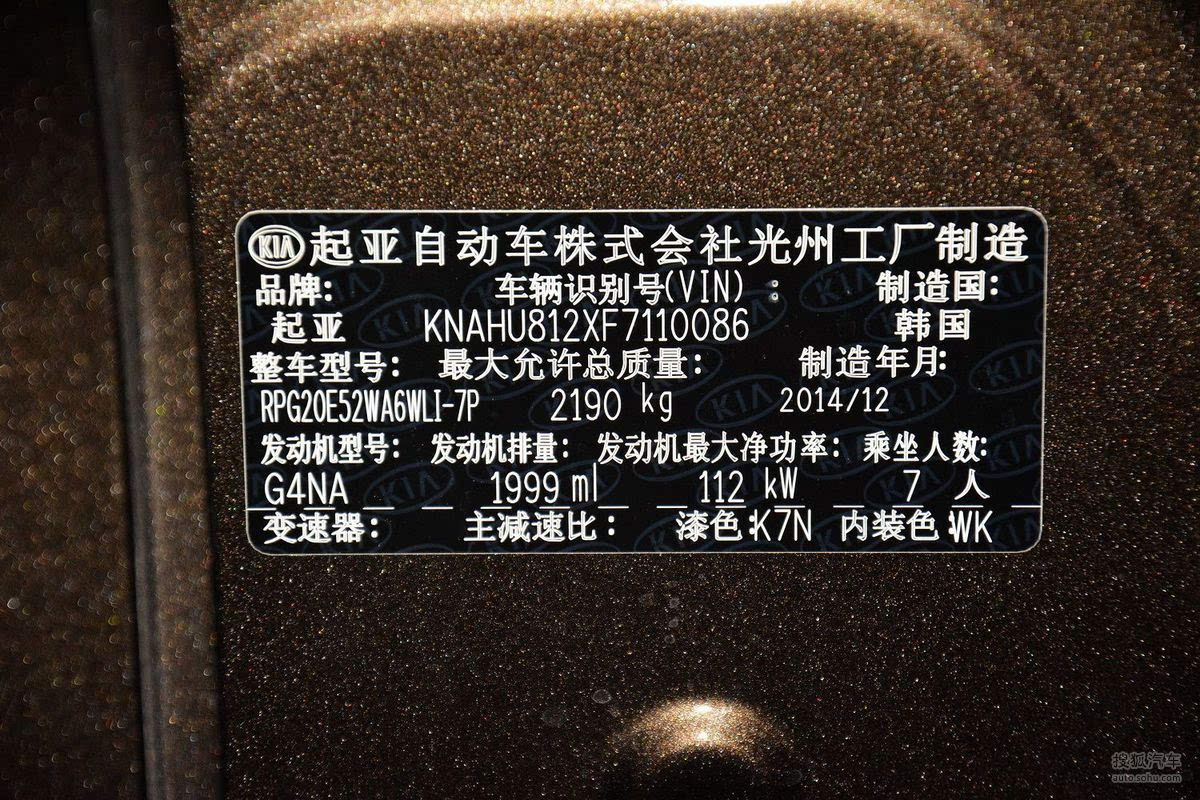 KIA 起亚自动车株式会社光州工厂制造
品牌: 车辆识别号(VIN): 制造国:
起亚 KNAHU812XF7110086 韩国
整车型号: 最大允许总质量: 制造年月:
RPG20E52WA6WLI-7P 2190 kg 2014/12
发动机型号: 发动机排量: 发动机最大净功率: 乘坐人数:
G4NA 1999 ml 112 kW 7 人
变速器: 主减速比: 漆色:K7N 内装色:WK
搜狐汽车
auto.sohu.com